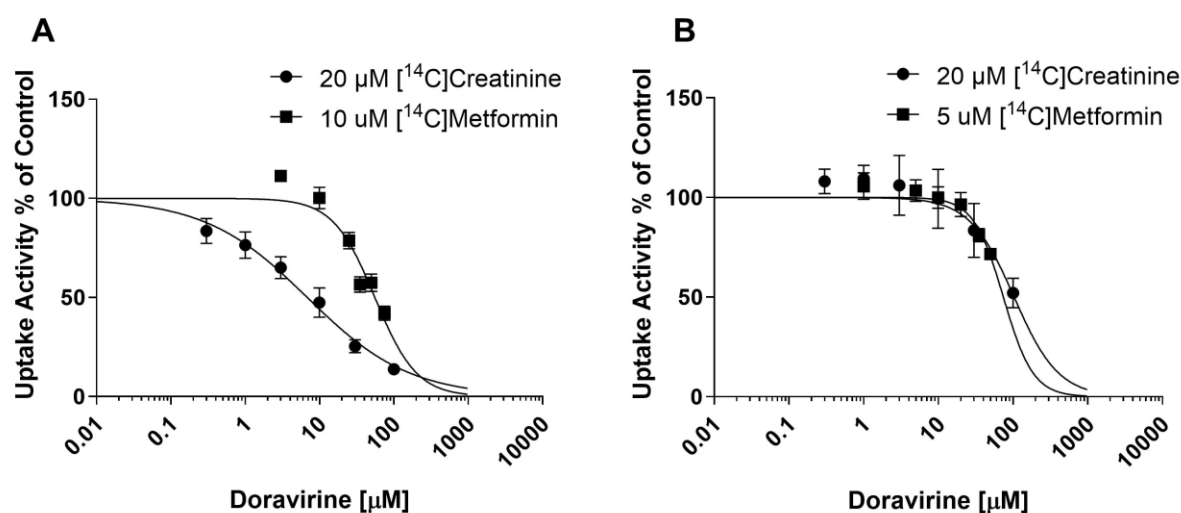 A
20 μM [¹⁴C]Creatinine
10 uM [¹⁴C]Metformin
Uptake Activity % of Control
150
100
50
0
0.01
0.1
1
10
100
1000
10000
Doravirine [μM]
B
20 μM [¹⁴C]Creatinine
5 uM [¹⁴C]Metformin
Uptake Activity % of Control
150
100
50
0
0.01
0.1
1
10
100
1000
10000
Doravirine [μM]